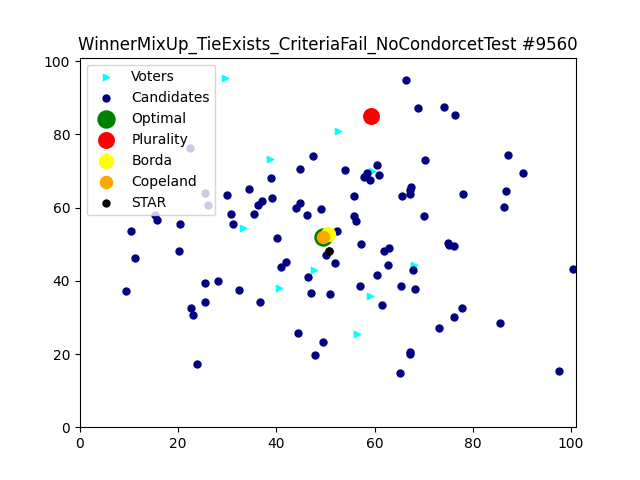 WinnerMixUp_TieExists_CriteriaFail_NoCondorcetTest #9560
100
80
60
40
20
0
Voters
Candidates
Optimal
Plurality
Borda
Copeland
STAR
0 20 40 60 80 100